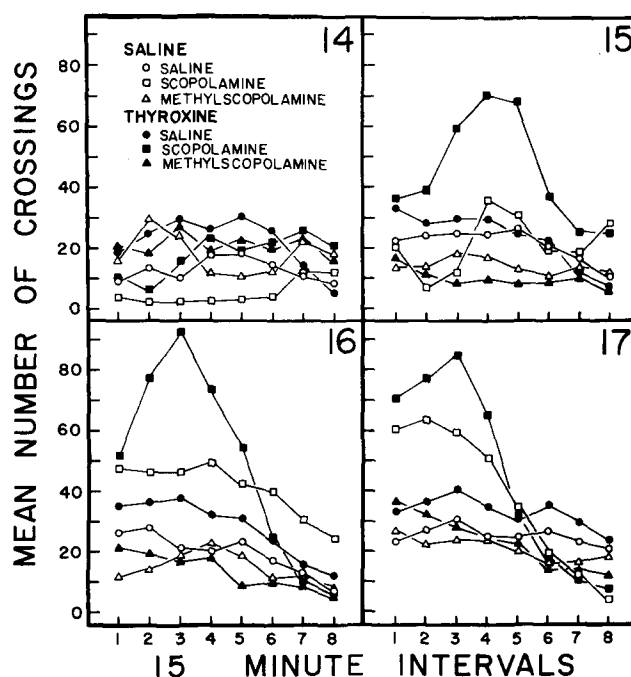 MEAN NUMBER OF CROSSINGS
80
60
40
20
0
14
SALINE
SALINE
SCOPOLAMINE
METHYLSCOPOLAMINE
THYROXINE
SALINE
SCOPOLAMINE
METHYLSCOPOLAMINE
15
80
60
40
20
0
16
17
1 2 3 4 5 6 7 8
1 2 3 4 5 6 7 8
15 MINUTE INTERVALS